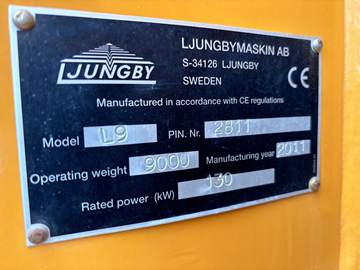 LJUNGBY
LJUNGBYMASKIN AB
S-34126 LJUNGBY
SWEDEN
CE
Manufactured in accordance with CE regulations
Model L9 PIN. Nr. 2811
Operating weight 9000 Manufacturing year 2011
Rated power (kW) 130